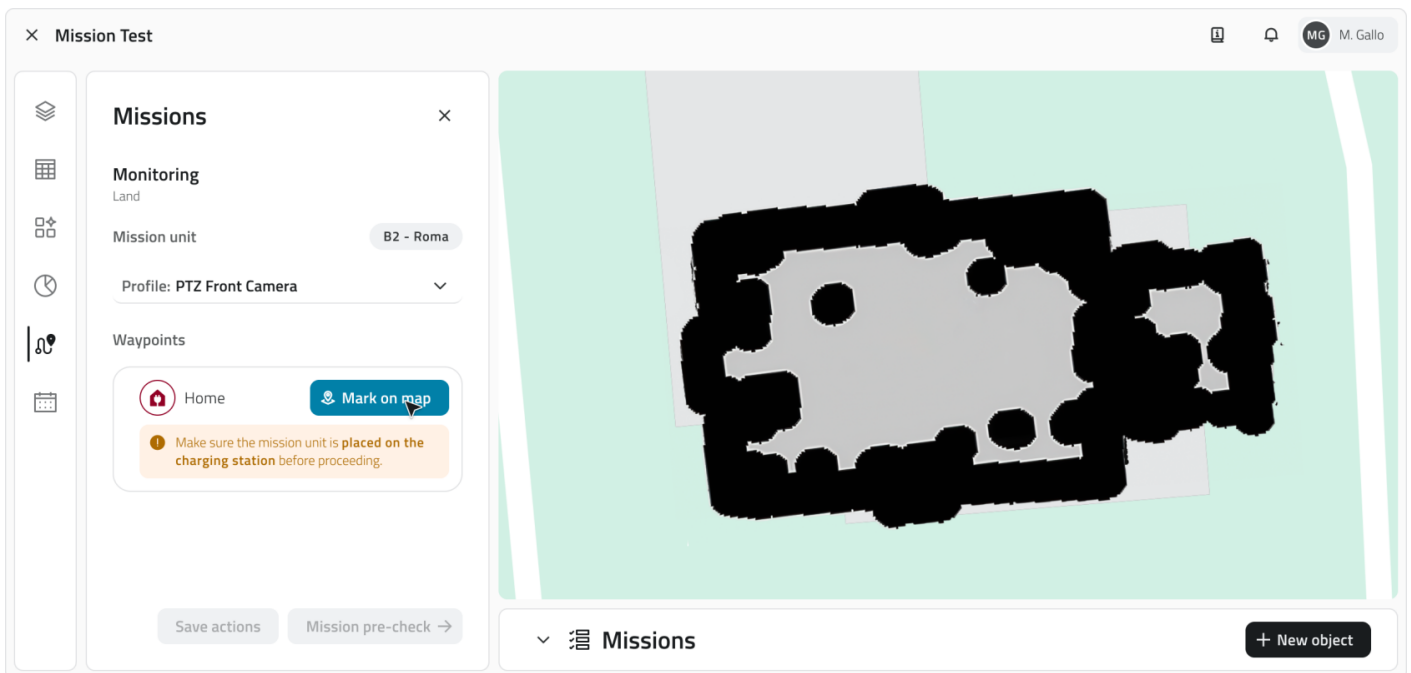 Mission Test
MG M. Gallo
Missions
Monitoring
Land
Mission unit B2 - Roma
Profile: PTZ Front Camera
Waypoints
Home Mark on map
Make sure the mission unit is placed on the
charging station before proceeding.
Save actions Mission pre-check
Missions
New object